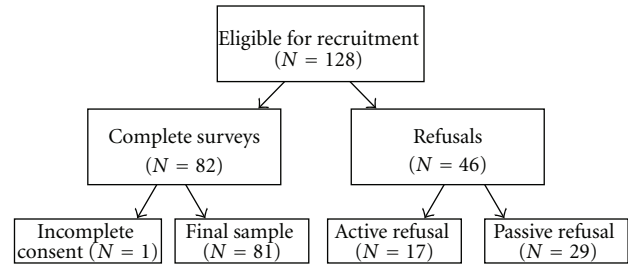 Eligible for recruitment
(N = 128)
Complete surveys
(N = 82)
Refusals
(N = 46)
Incomplete
consent (N = 1)
Final sample
(N = 81)
Active refusal
(N = 17)
Passive refusal
(N = 29)